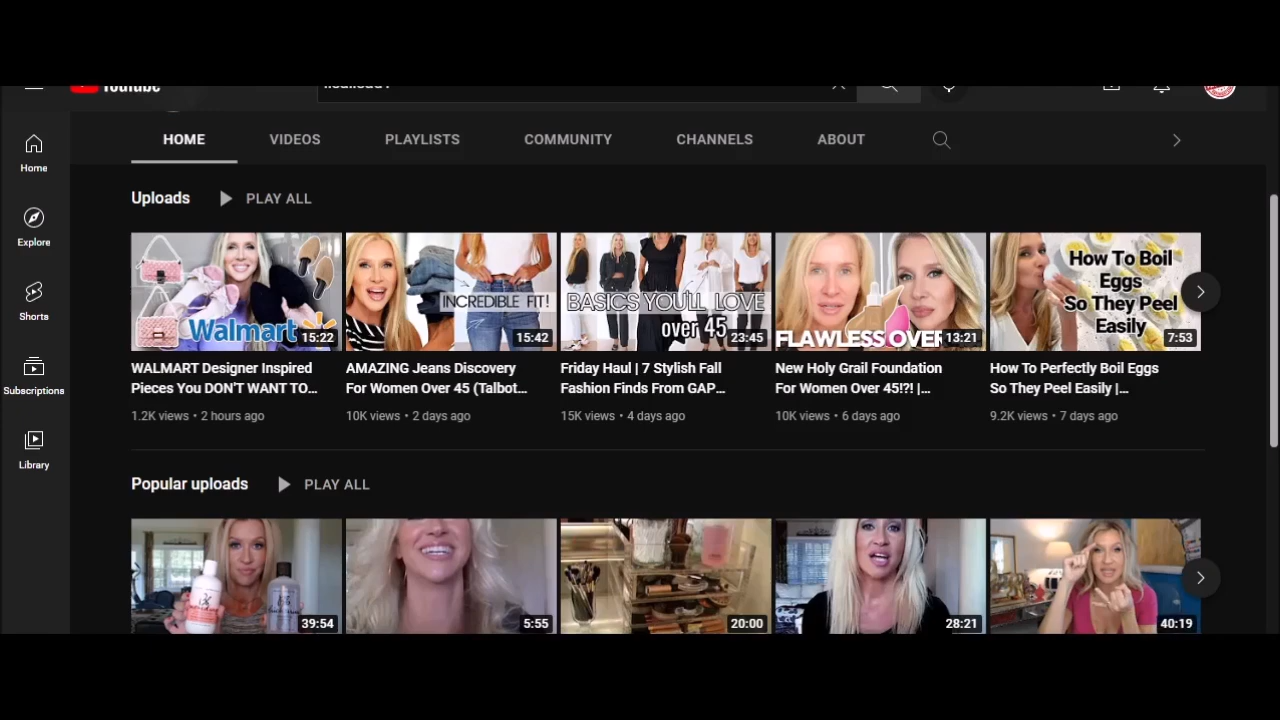 YouTube
HOME VIDEOS PLAYLISTS COMMUNITY CHANNELS ABOUT
Home
Explore
Shorts
Subscriptions
Library
Uploads PLAY ALL
Walmart 15:22
INCREDIBLE FIT!
15:42
BASICS YOU'LL LOVE
over 45 23:45
FLAWLESS OVER 13:21
How To Boil
Eggs
So They Peel
Easily
7:53
WALMART Designer Inspired
Pieces You DON'T WANT TO...
1.2K views • 2 hours ago
AMAZING Jeans Discovery
For Women Over 45 (Talbot...
10K views • 2 days ago
Friday Haul | 7 Stylish Fall
Fashion Finds From GAP...
15K views • 4 days ago
New Holy Grail Foundation
For Women Over 45!?! |...
10K views • 6 days ago
How To Perfectly Boil Eggs
So They Peel Easily |...
9.2K views • 7 days ago
Popular uploads PLAY ALL
39:54
5:55
20:00
28:21
40:19